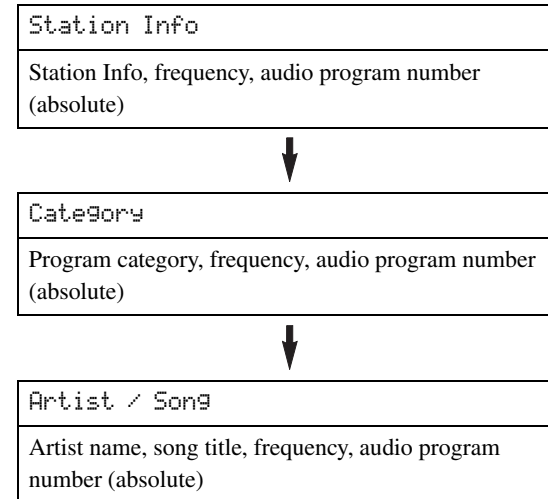 Station Info
Station Info, frequency, audio program number
(absolute)
Category
Program category, frequency, audio program number
(absolute)
Artist / Song
Artist name, song title, frequency, audio program
number (absolute)